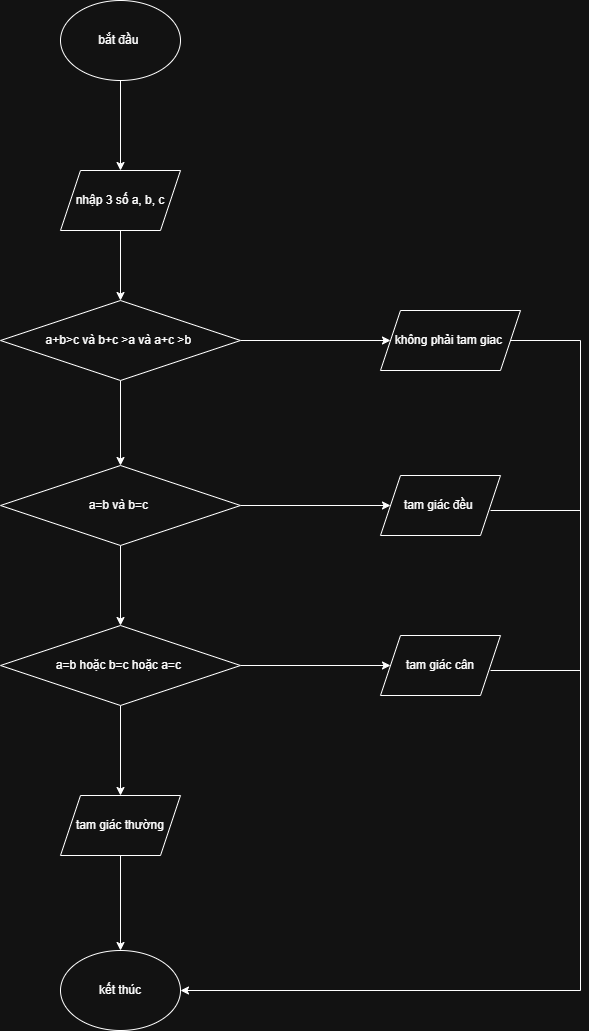 bắt đầu
nhập 3 số a, b, c
a+b>c và b+c >a và a+c >b
không phải tam giac
a=b và b=c
tam giác đều
a=b hoặc b=c hoặc a=c
tam giác cân
tam giác thường
kết thúc